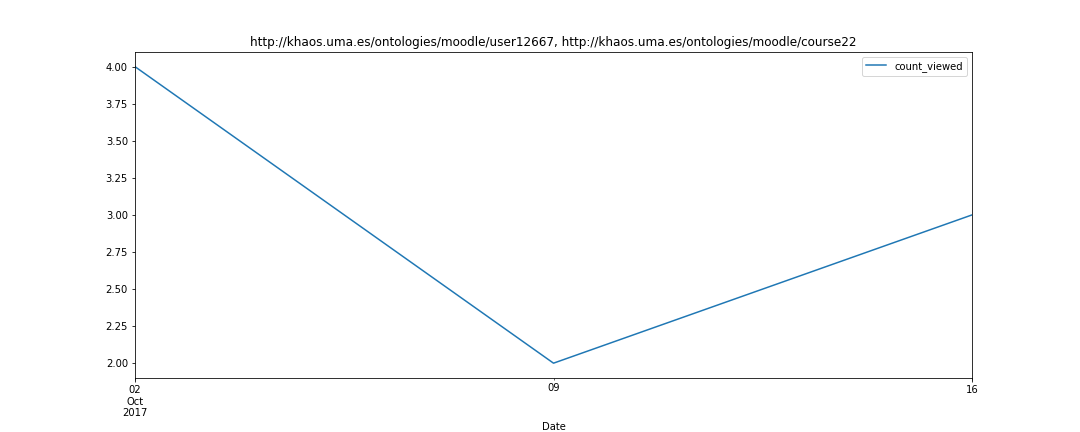 http://khaos.uma.es/ontologies/moodle/user12667, http://khaos.uma.es/ontologies/moodle/course22
count_viewed
4.00
3.75
3.50
3.25
3.00
2.75
2.50
2.25
2.00
02 09 16
Oct
2017
Date